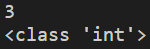 3
<class 'int'>